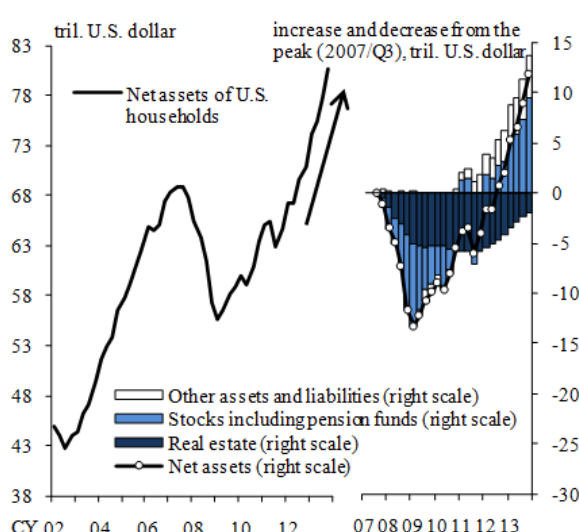 tril. U.S. dollar
increase and decrease from the
peak (2007/Q3), tril. U.S. dollar
83
78
73
68
63
58
53
48
43
38
Net assets of U.S.
households
15
10
5
0
-5
-10
-15
-20
-25
-30
Other assets and liabilities (right scale)
Stocks including pension funds (right scale)
Real estate (right scale)
Net assets (right scale)
CY 02 04 06 08 10 12
07 08 09 10 11 12 13